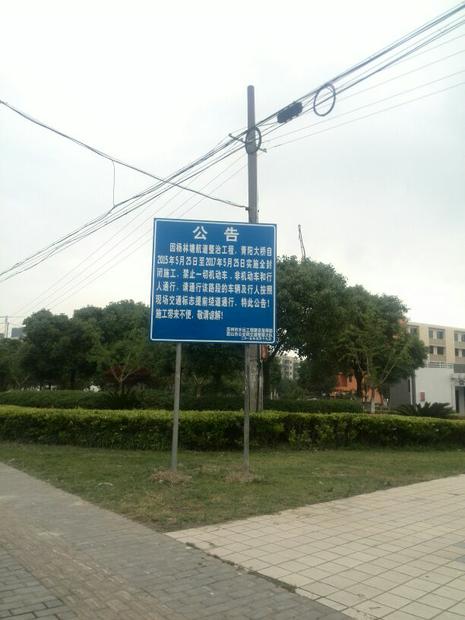 公告
因杨林塘航道整治工程，青阳大桥自
2015年5月25日至2017年5月25日实施全封
闭施工，禁止一切机动车、非机动车和行
人通行，请通行该路段的车辆及行人按照
现场交通标志提前绕道通行，特此公告！
施工带来不便，敬请谅解！